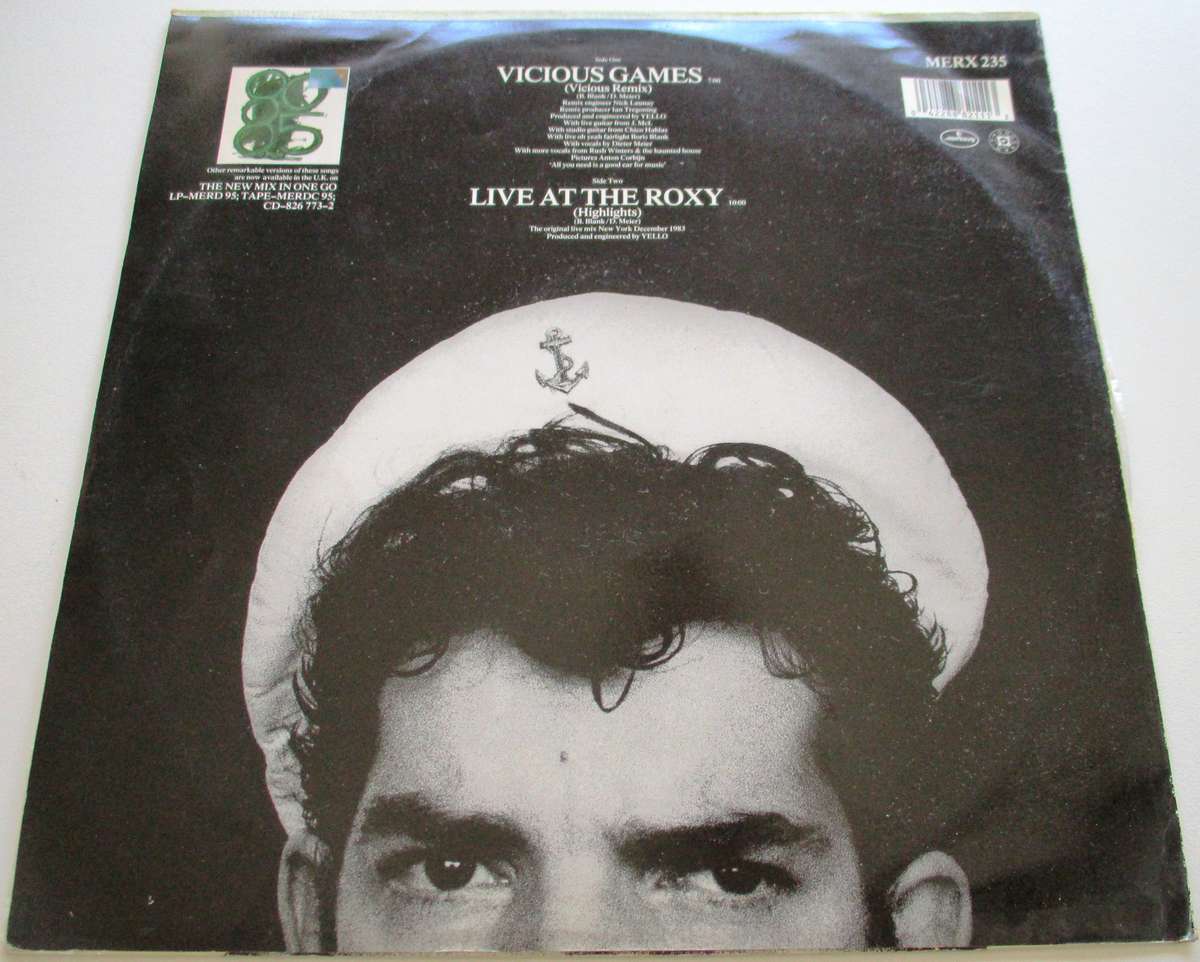 Side One
VICIOUS GAMES 7:00
(Vicious Remix)
(B. Blank/D. Meier)
Remix engineer Nick Launay
Remix producer Ian Tregoning
Produced and engineered by YELLO
With live guitar from J. McL
With studio guitar from Chico Hablas
With live oh yeah fairlight Boris Blank
With vocals by Dieter Meier
With more vocals from Rush Winters & the haunted house
Pictures Anton Corbijn
'All you need is a good ear for music'
Side Two
LIVE AT THE ROXY 10:00
(Highlights)
(B. Blank/D. Meier)
The original live mix New York December 1983
Produced and engineered by YELLO
MERX 235
mercury
Other remarkable versions of these songs
are now available in the U.K. on
THE NEW MIX IN ONE GO
LP–MERD 95; TAPE–MERDC 95;
CD–826 773–2